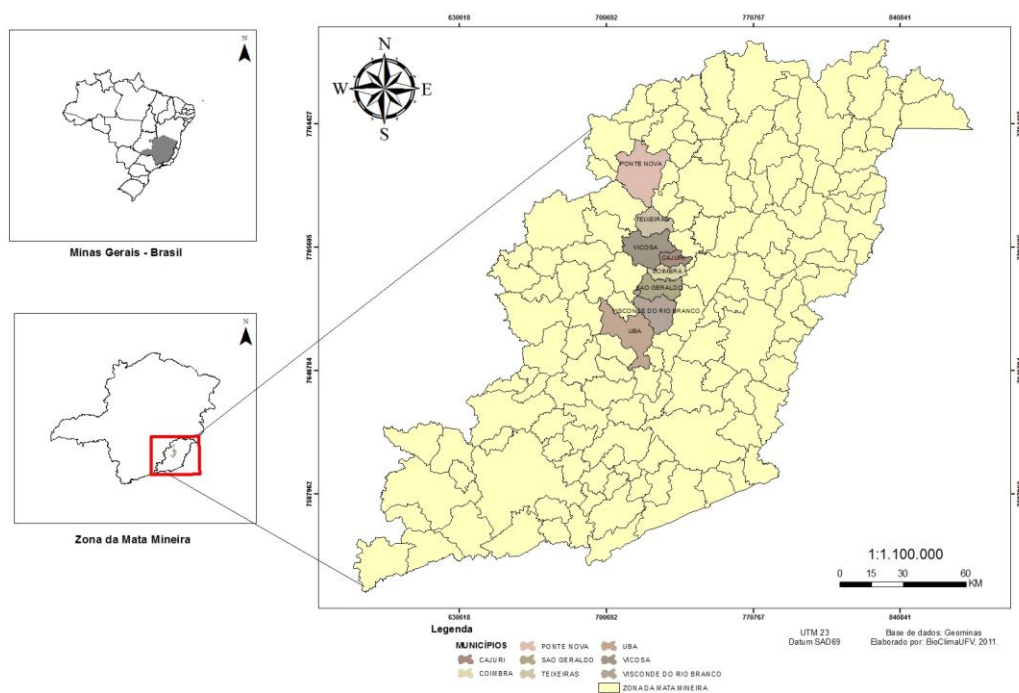 N
Minas Gerais - Brasil
N
Zona da Mata Mineira
630618 700692 770767 840841
N
W E
S
7764427
7646784
PONTE NOVA
TEIXEIRAS
VICOSA
CAJURI
COIMBRA
SAO GERALDO
VISCONDE DO RIO BRANCO
UBA
1:1.100.000
0 15 30 60
KM
630618 700692 770767 840841
Legenda
MUNICÍPIOS
CAJURI
COIMBRA
PONTE NOVA
SAO GERALDO
TEIXEIRAS
UBA
VICOSA
VISCONDE DO RIO BRANCO
ZONA DA MATA MINEIRA
UTM 23
Datum SAD69
Base de dados: Geominas
Elaborado por: BioClimaUFV, 2011.